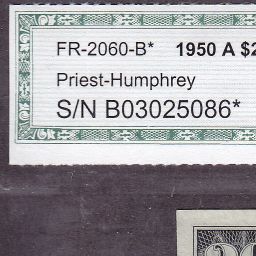 FR-2060-B* 1950 A $2
Priest-Humphrey
S/N B03025086*